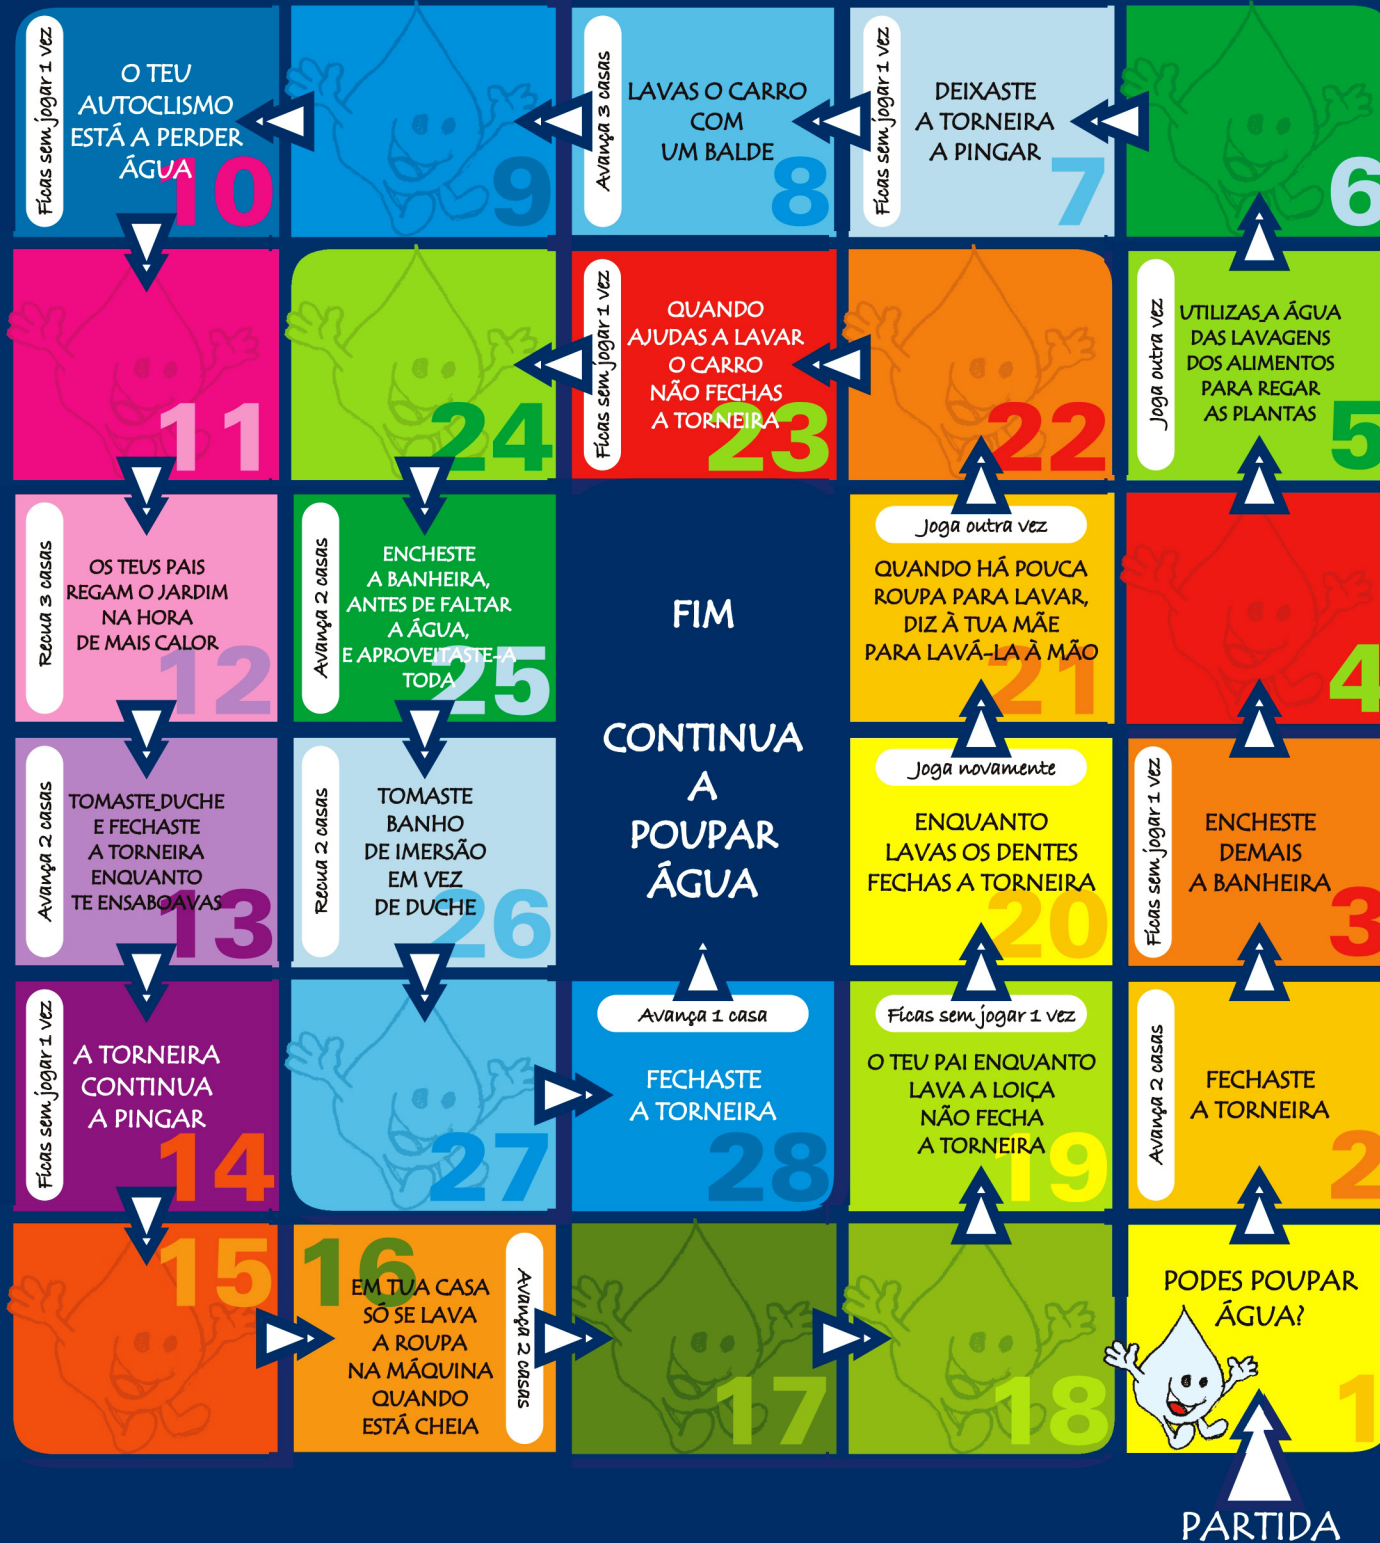 Ficas sem jogar 1 vez
O TEU
AUTOCLISMO
ESTÁ A PERDER
ÁGUA
10
9
Avança 3 casas
LAVAS O CARRO
COM
UM BALDE
8
Ficas sem jogar 1 vez
DEIXASTE
A TORNEIRA
A PINGAR
7
6
11
24
Ficas sem jogar 1 vez
QUANDO
AJUDAS A LAVAR
O CARRO
NÃO FECHAS
A TORNEIRA
23
22
Joga outra vez
UTILIZAS A ÁGUA
DAS LAVAGENS
DOS ALIMENTOS
PARA REGAR
AS PLANTAS
5
Recua 3 casas
OS TEUS PAIS
REGAM O JARDIM
NA HORA
DE MAIS CALOR
12
Avança 2 casas
ENCHESTE
A BANHEIRA,
ANTES DE FALTAR
A ÁGUA,
E APROVEITASTE-A
TODA
25
FIM
CONTINUA
A
POUPAR
ÁGUA
Joga outra vez
QUANDO HÁ POUCA
ROUPA PARA LAVAR,
DIZ À TUA MÃE
PARA LAVÁ-LA À MÃO
21
4
Avança 2 casas
TOMASTE DUCHE
E FECHASTE
A TORNEIRA
ENQUANTO
TE ENSABOAVAS
13
Recua 2 casas
TOMASTE
BANHO
DE IMERSÃO
EM VEZ
DE DUCHE
26
Joga novamente
ENQUANTO
LAVAS OS DENTES
FECHAS A TORNEIRA
20
Ficas sem jogar 1 vez
ENCHESTE
DEMAIS
A BANHEIRA
3
Ficas sem jogar 1 vez
A TORNEIRA
CONTINUA
A PINGAR
14
27
Avança 1 casa
FECHASTE
A TORNEIRA
28
Ficas sem jogar 1 vez
O TEU PAI ENQUANTO
LAVA A LOIÇA
NÃO FECHA
A TORNEIRA
19
Avança 2 casas
FECHASTE
A TORNEIRA
2
15
16
EM TUA CASA
SÓ SE LAVA
A ROUPA
NA MÁQUINA
QUANDO
ESTÁ CHEIA
Avança 2 casas
17
18
PODES POUPAR
ÁGUA?
1
PARTIDA